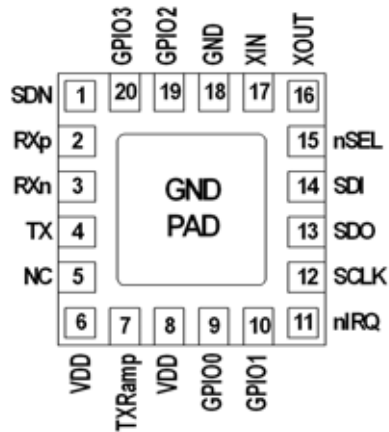 GPIO3
GPIO2
GND
XIN
XOUT
20
19
18
17
16
SDN 1
15 nSEL
RXp 2
14 SDI
RXn 3
GND
PAD
TX 4
13 SDO
NC 5
12 SCLK
6
7
8
9
10
11 nIRQ
VDD
TXRamp
VDD
GPIO0
GPIO1